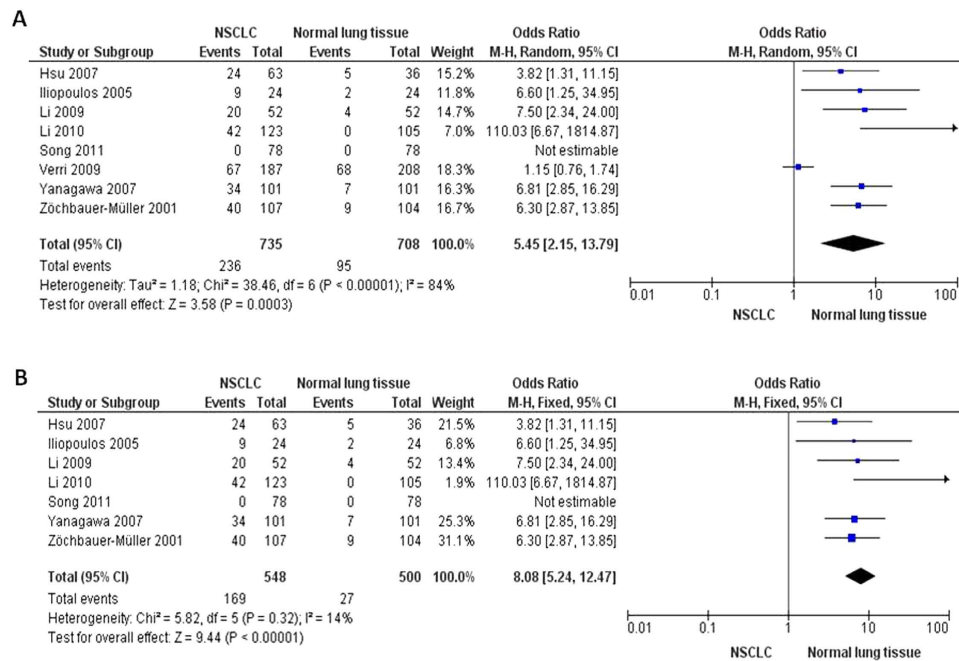 A
NSCLC Normal lung tissue Odds Ratio Odds Ratio
Study or Subgroup Events Total Events Total Weight M-H, Random, 95% CI M-H, Random, 95% CI
Hsu 2007 24 63 5 36 15.2% 3.82 [1.31, 11.15]
Iliopoulos 2005 9 24 2 24 11.8% 6.60 [1.25, 34.95]
Li 2009 20 52 4 52 14.7% 7.50 [2.34, 24.00]
Li 2010 42 123 0 105 7.0% 110.03 [6.67, 1814.87]
Song 2011 0 78 0 78 Not estimable
Verri 2009 67 187 68 208 18.3% 1.15 [0.76, 1.74]
Yanagawa 2007 34 101 7 101 16.3% 6.81 [2.85, 16.29]
Zöchbauer-Müller 2001 40 107 9 104 16.7% 6.30 [2.87, 13.85]
Total (95% CI) 735 708 100.0% 5.45 [2.15, 13.79]
Total events 236 95
Heterogeneity: Tau² = 1.18; Chi² = 38.46, df = 6 (P < 0.00001); I² = 84%
Test for overall effect: Z = 3.58 (P = 0.0003)
0.01 0.1 1 10 100
NSCLC Normal lung tissue
B
NSCLC Normal lung tissue Odds Ratio Odds Ratio
Study or Subgroup Events Total Events Total Weight M-H, Fixed, 95% CI M-H, Fixed, 95% CI
Hsu 2007 24 63 5 36 21.5% 3.82 [1.31, 11.15]
Iliopoulos 2005 9 24 2 24 6.8% 6.60 [1.25, 34.95]
Li 2009 20 52 4 52 13.4% 7.50 [2.34, 24.00]
Li 2010 42 123 0 105 1.9% 110.03 [6.67, 1814.87]
Song 2011 0 78 0 78 Not estimable
Yanagawa 2007 34 101 7 101 25.3% 6.81 [2.85, 16.29]
Zöchbauer-Müller 2001 40 107 9 104 31.1% 6.30 [2.87, 13.85]
Total (95% CI) 548 500 100.0% 8.08 [5.24, 12.47]
Total events 169 27
Heterogeneity: Chi² = 5.82, df = 5 (P = 0.32); I² = 14%
Test for overall effect: Z = 9.44 (P < 0.00001)
0.01 0.1 1 10 100
NSCLC Normal lung tissue